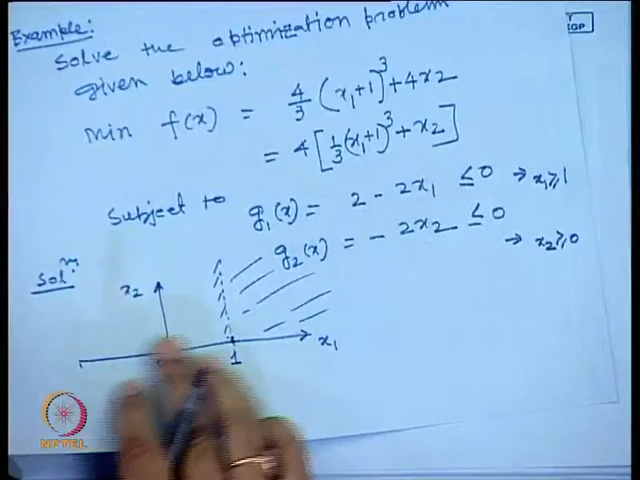 Example:
Solve the optimization problem
given below:
min f(x) = 4/3 (x₁+1)³ + 4x₂
= 4[1/3 (x₁+1)³ + x₂]
Subject to g₁(x) = 2 - 2x₁ ≤ 0 → x₁ ≥ 1
g₂(x) = - 2x₂ ≤ 0 → x₂ ≥ 0
Solⁿ:
x₂
x₁
1
NPTEL